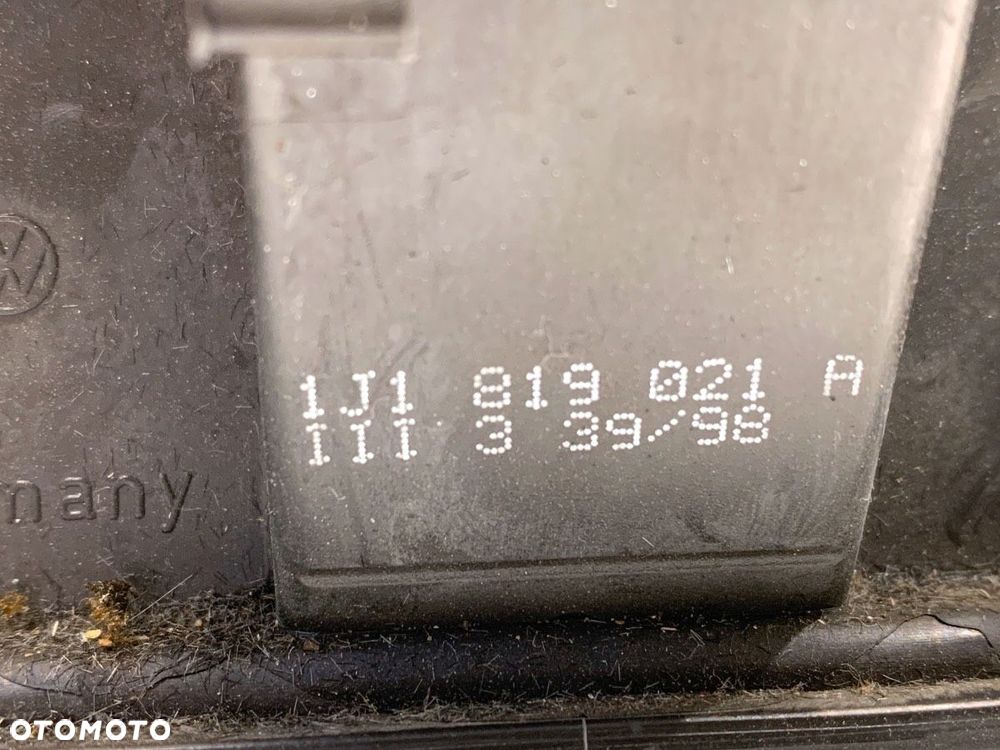 1J1 819 021 A
III 3 39/98
many
OTOMOTO